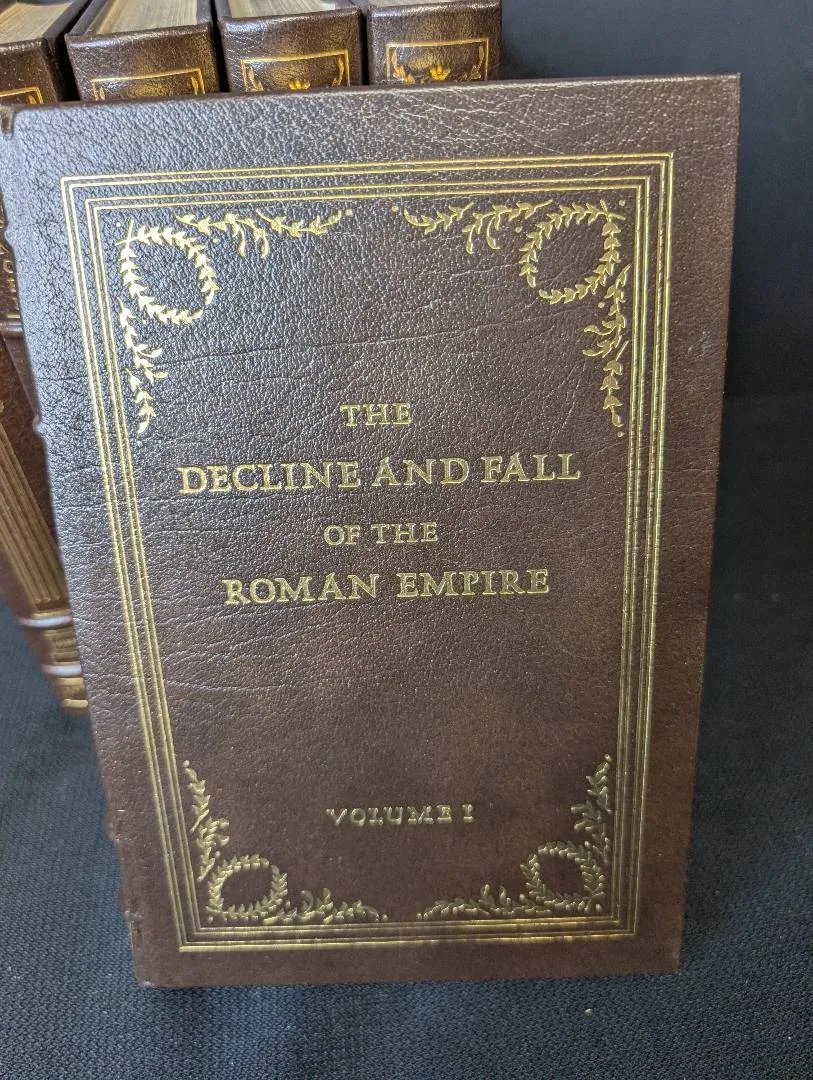 THE
DECLINE AND FALL
OF THE
ROMAN EMPIRE
VOLUME I